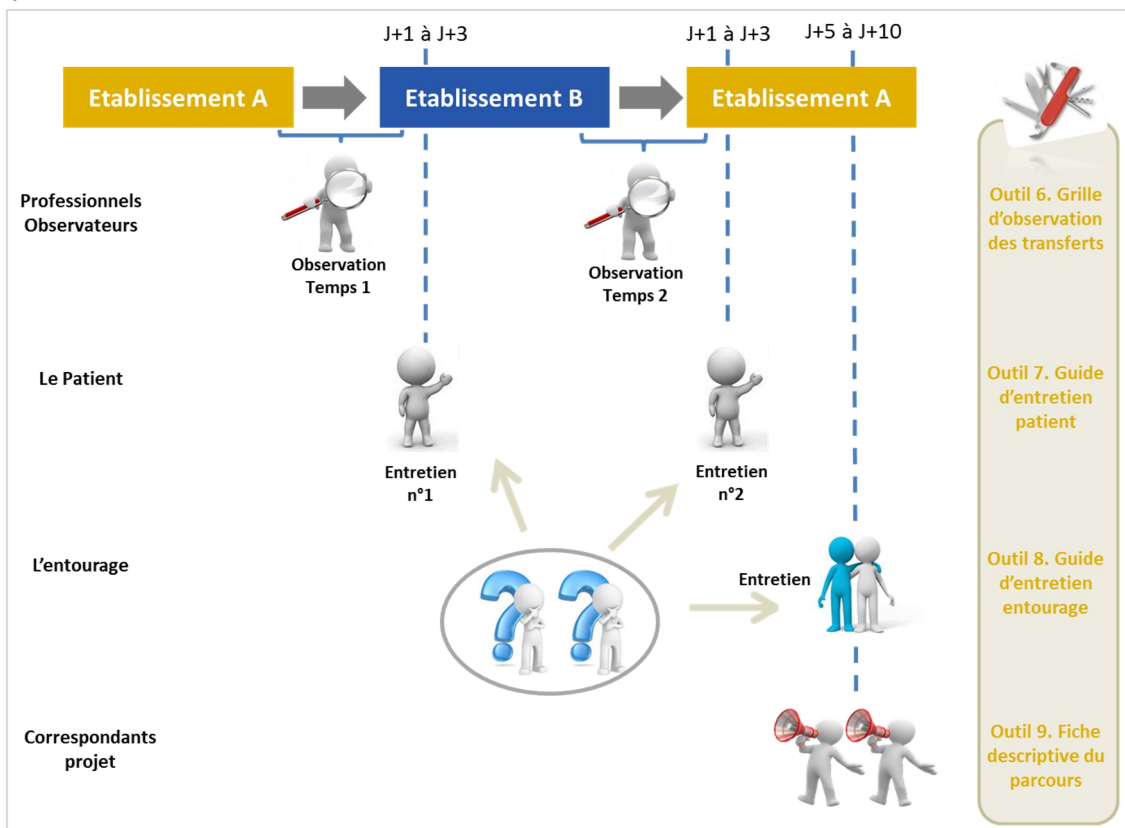 J+1 à J+3
J+1 à J+3
J+5 à J+10
Etablissement A
Etablissement B
Etablissement A
Professionnels
Observateurs
Observation
Temps 1
Observation
Temps 2
Outil 6. Grille
d'observation
des transferts
Le Patient
Entretien
n°1
Entretien
n°2
Outil 7. Guide
d'entretien
patient
L'entourage
Entretien
Outil 8. Guide
d'entretien
entourage
Correspondants
projet
Outil 9. Fiche
descriptive du
parcours